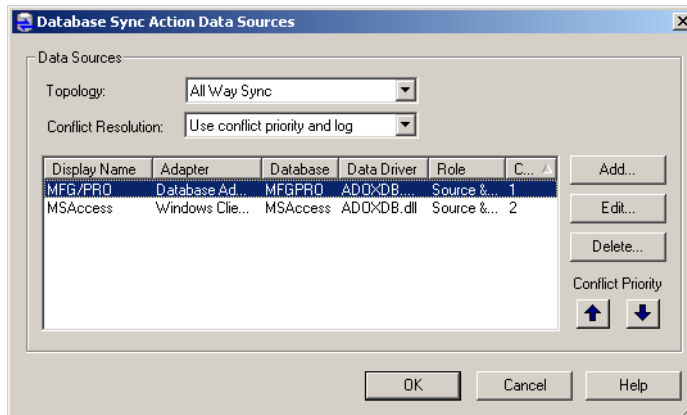 Database Sync Action Data Sources
Data Sources
Topology: All Way Sync
Conflict Resolution: Use conflict priority and log
Display Name Adapter Database Data Driver Role C...
MFG/PRO Database Ad... MFGPRO ADOXDB.... Source &... 1
MSAccess Windows Clie... MSAccess ADOXDB.dll Source &... 2
Add...
Edit...
Delete...
Conflict Priority
OK Cancel Help